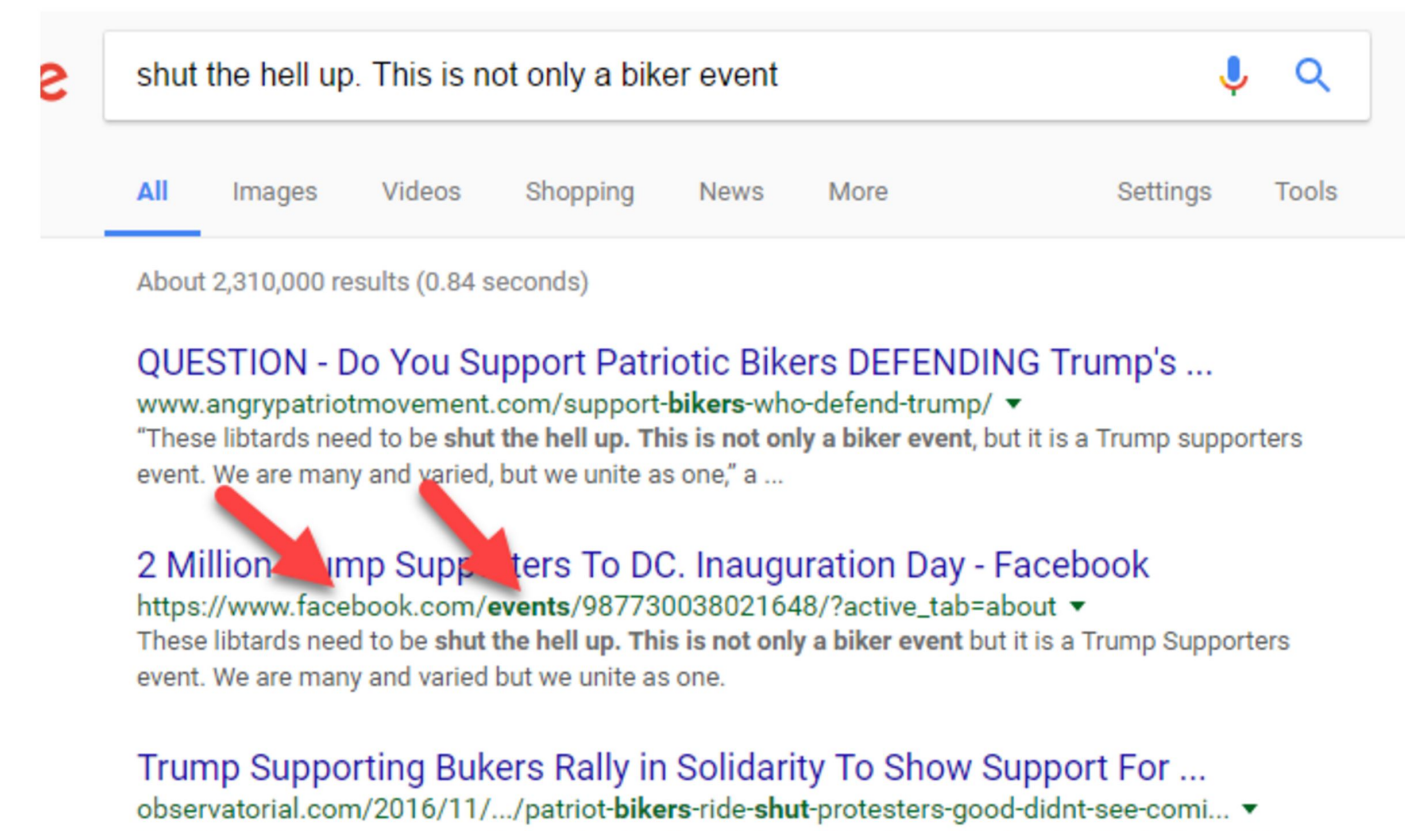 e
shut the hell up. This is not only a biker event
All Images Videos Shopping News More Settings Tools
About 2,310,000 results (0.84 seconds)
QUESTION - Do You Support Patriotic Bikers DEFENDING Trump's ...
www.angrypatriotmovement.com/support-bikers-who-defend-trump/
“These libtards need to be shut the hell up. This is not only a biker event, but it is a Trump supporters
event. We are many and varied, but we unite as one,” a ...
2 Million Trump Supporters To DC. Inauguration Day - Facebook
https://www.facebook.com/events/987730038021648/?active_tab=about
These libtards need to be shut the hell up. This is not only a biker event but it is a Trump Supporters
event. We are many and varied but we unite as one.
Trump Supporting Bukers Rally in Solidarity To Show Support For ...
observatorial.com/2016/11/.../patriot-bikers-ride-shut-protesters-good-didnt-see-comi...